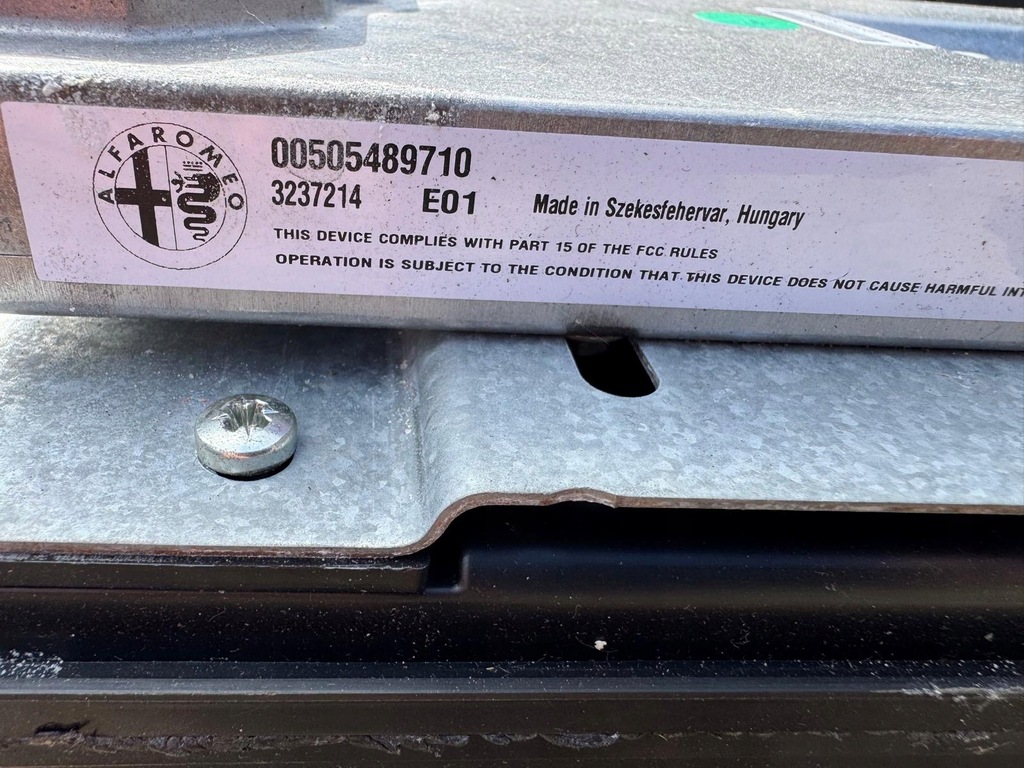 ALFA ROMEO
00505489710
3237214 E01 Made in Szekesfehervar, Hungary
THIS DEVICE COMPLIES WITH PART 15 OF THE FCC RULES
OPERATION IS SUBJECT TO THE CONDITION THAT THIS DEVICE DOES NOT CAUSE HARMFUL INT